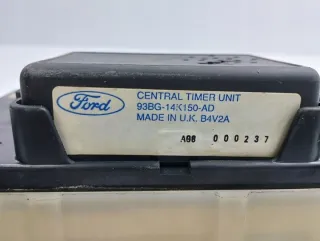 Ford
CENTRAL TIMER UNIT
93BG-14K150-AD
MADE IN U.K. B4V2A
A98 000237